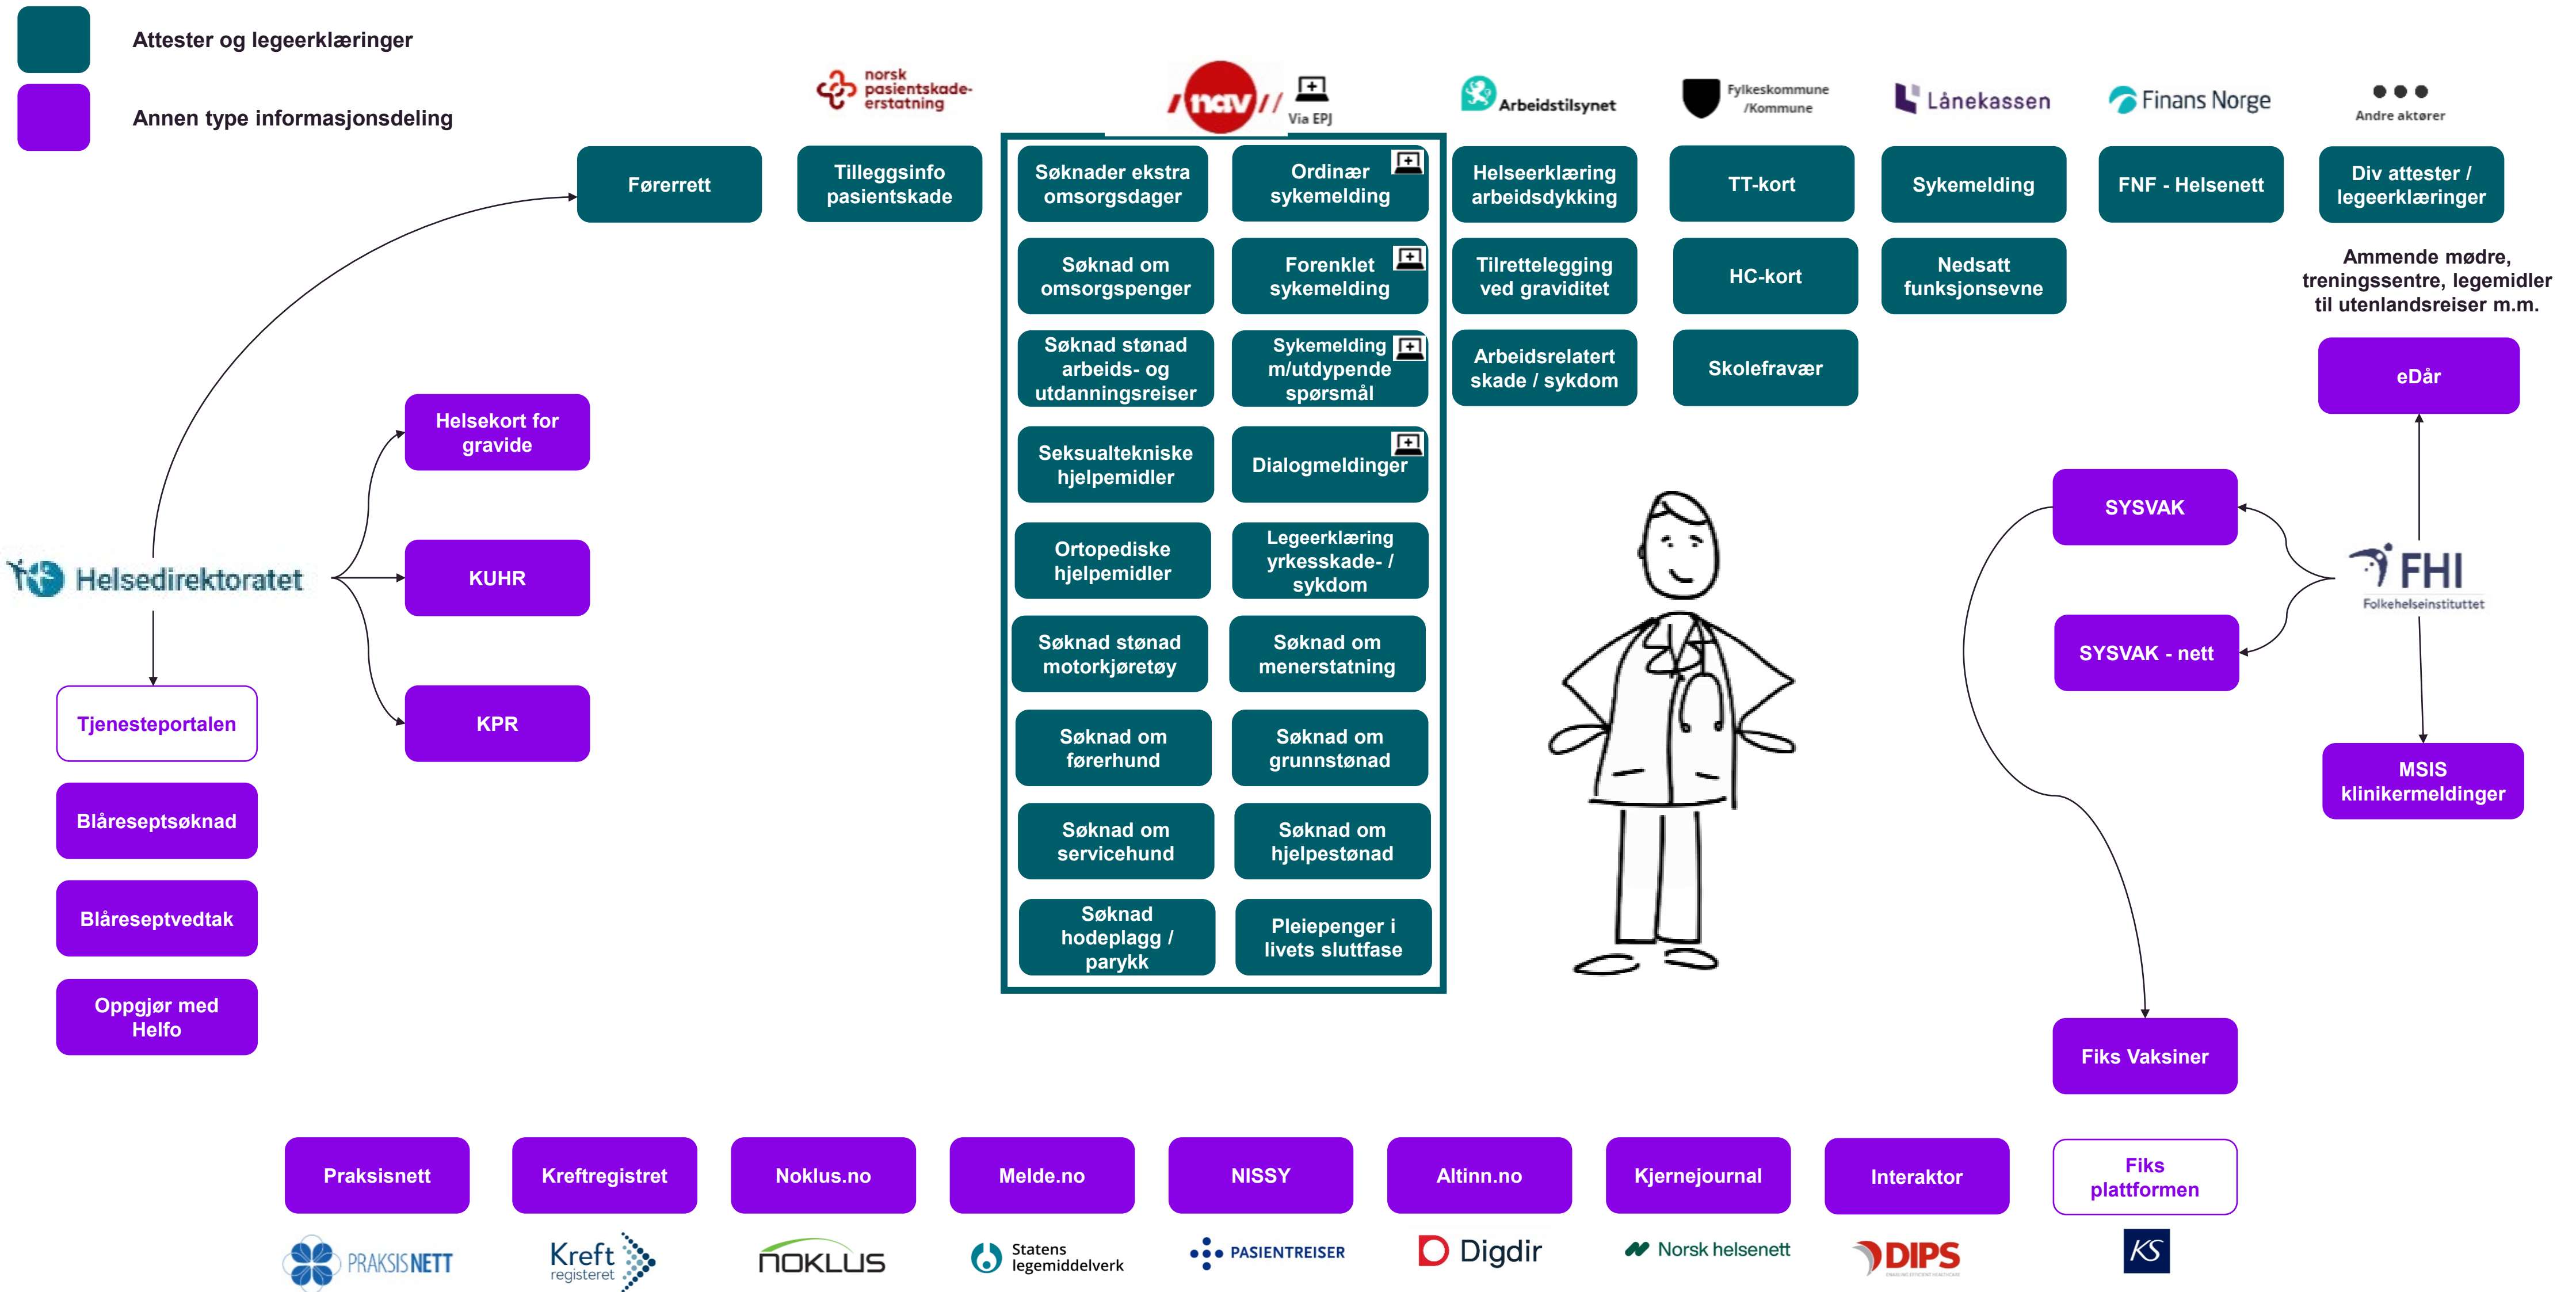 Attester og legeerklæringer
Annen type informasjonsdeling
norsk
pasientskade-
erstatning
nav
Via EPJ
Arbeidstilsynet
Fylkeskommune
/Kommune
Lånekassen
Finans Norge
Andre aktører
Førerrett
Tilleggsinfo
pasientskade
Søknader ekstra
omsorgsdager
Ordinær
sykemelding
Helseerklæring
arbeidsdykking
TT-kort
Sykemelding
FNF - Helsenett
Div attester /
legeerklæringer
Søknad om
omsorgspenger
Forenklet
sykemelding
Tilrettelegging
ved graviditet
HC-kort
Nedsatt
funksjonsevne
Ammende mødre,
treningssentre, legemidler
til utenlandsreiser m.m.
Søknad stønad
arbeids- og
utdanningsreiser
Sykemelding
m/utdypende
spørsmål
Arbeidsrelatert
skade / sykdom
Skolefravær
eDår
Helsekort for
gravide
Seksualtekniske
hjelpemidler
Dialogmeldinger
SYSVAK
Helsedirektoratet
KUHR
Ortopediske
hjelpemidler
Legeerklæring
yrkesskade- /
sykdom
FHI
Folkehelseinstituttet
Søknad stønad
motorkjøretøy
Søknad om
menerstatning
SYSVAK - nett
Tjenesteportalen
KPR
Søknad om
førerhund
Søknad om
grunnstønad
MSIS
klinikermeldinger
Blåreseptsøknad
Søknad om
servicehund
Søknad om
hjelpestønad
Blåreseptvedtak
Søknad
hodeplagg /
parykk
Pleiepenger i
livets sluttfase
Oppgjør med
Helfo
Fiks Vaksiner
Praksisnett
Kreftregistret
Noklus.no
Melde.no
NISSY
Altinn.no
Kjernejournal
Interaktor
Fiks
plattformen
PRAKSISNETT
Kreft
registeret
NOKLUS
Statens
legemiddelverk
PASIENTREISER
Digdir
Norsk helsenett
DIPS
KS